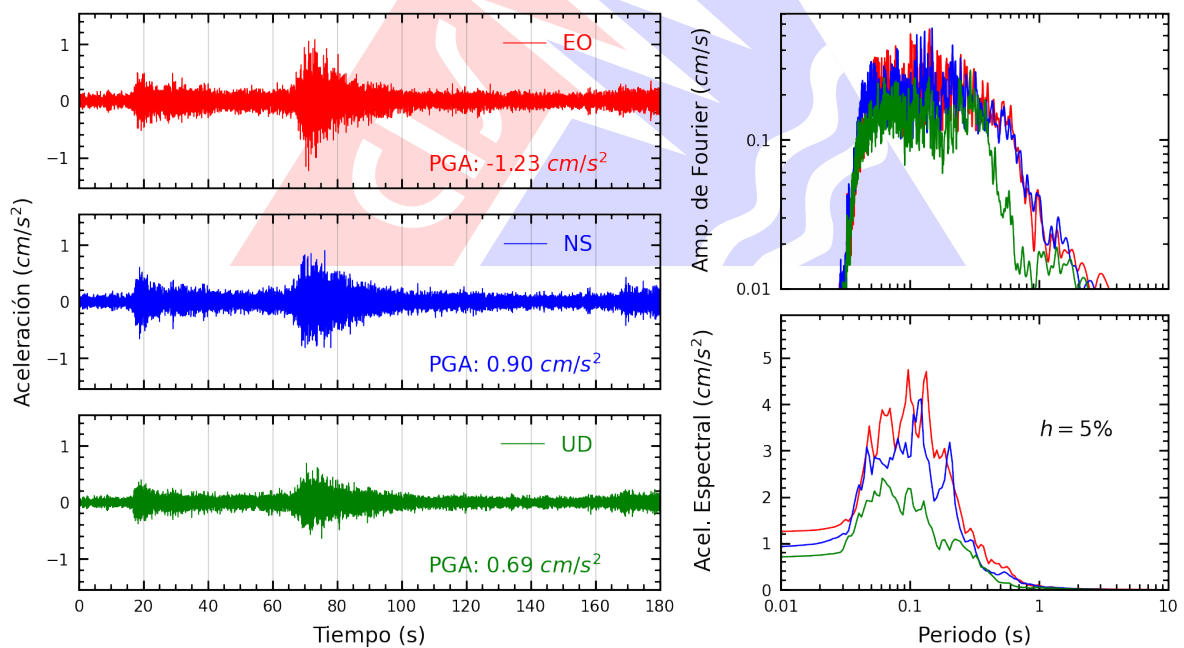 Aceleración (cm/s²)
1
0
−1
EO
PGA: -1.23 cm/s²
1
0
−1
NS
PGA: 0.90 cm/s²
1
0
−1
UD
PGA: 0.69 cm/s²
0 20 40 60 80 100 120 140 160 180
Tiempo (s)
Amp. de Fourier (cm/s)
0.1
0.01
Acel. Espectral (cm/s²)
5
4
3
2
1
0
h = 5%
0.01 0.1 1 10
Periodo (s)